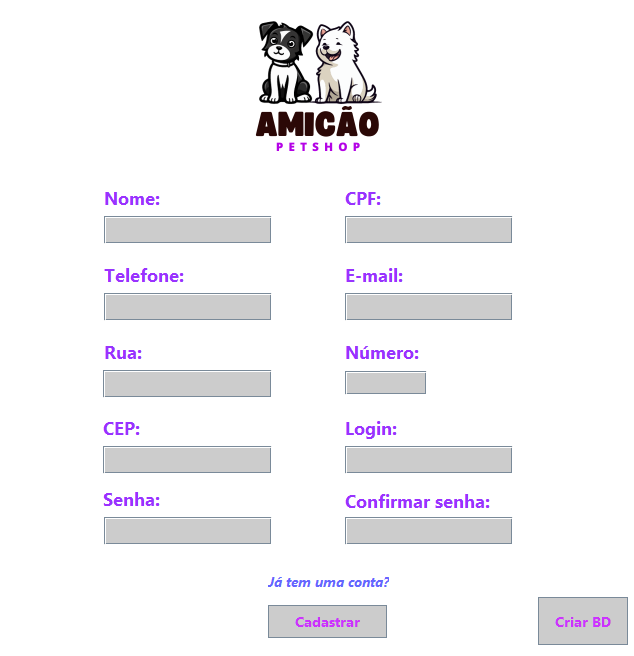 AMICÃO
PETSHOP
Nome:
CPF:
Telefone:
E-mail:
Rua:
Número:
CEP:
Login:
Senha:
Confirmar senha:
Já tem uma conta?
Cadastrar
Criar BD